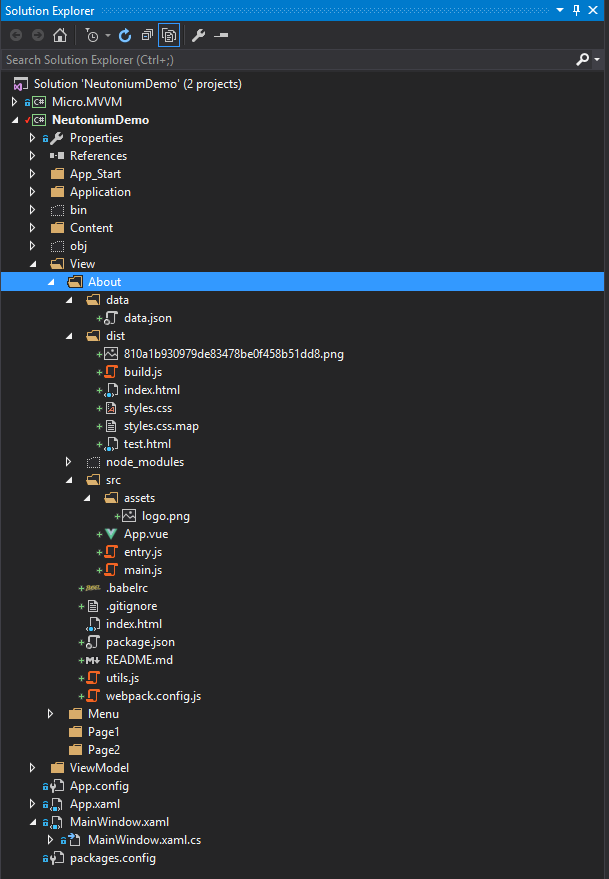 Solution Explorer
Search Solution Explorer (Ctrl+;)
Solution 'NeutoniumDemo' (2 projects)
C# Micro.MVVM
C# NeutoniumDemo
Properties
References
App_Start
Application
bin
Content
obj
View
About
data
data.json
dist
810a1b930979de83478be0f458b51dd8.png
build.js
index.html
styles.css
styles.css.map
test.html
node_modules
src
assets
logo.png
App.vue
entry.js
main.js
.babelrc
.gitignore
index.html
package.json
README.md
utils.js
webpack.config.js
Menu
Page1
Page2
ViewModel
App.config
App.xaml
MainWindow.xaml
MainWindow.xaml.cs
packages.config